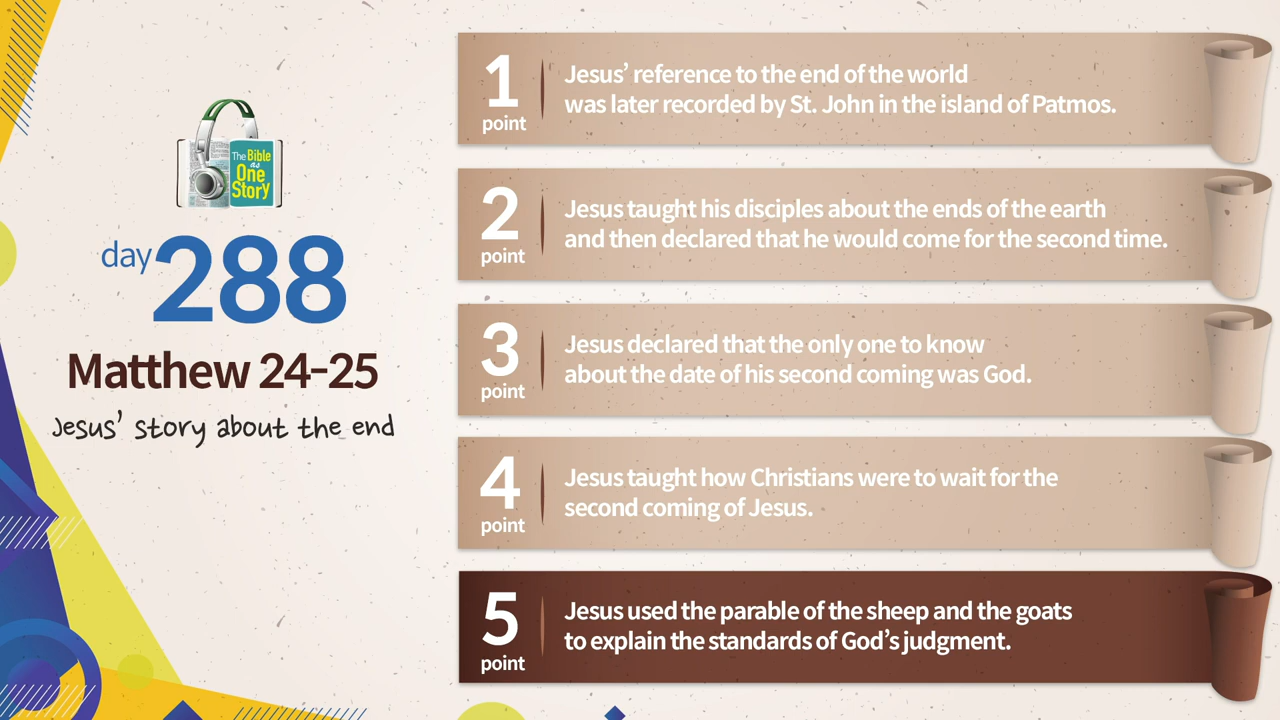 The Bible
as
One
Story
day 288
Matthew 24-25
Jesus' story about the end
1
point
Jesus’ reference to the end of the world
was later recorded by St. John in the island of Patmos.
2
point
Jesus taught his disciples about the ends of the earth
and then declared that he would come for the second time.
3
point
Jesus declared that the only one to know
about the date of his second coming was God.
4
point
Jesus taught how Christians were to wait for the
second coming of Jesus.
5
point
Jesus used the parable of the sheep and the goats
to explain the standards of God’s judgment.